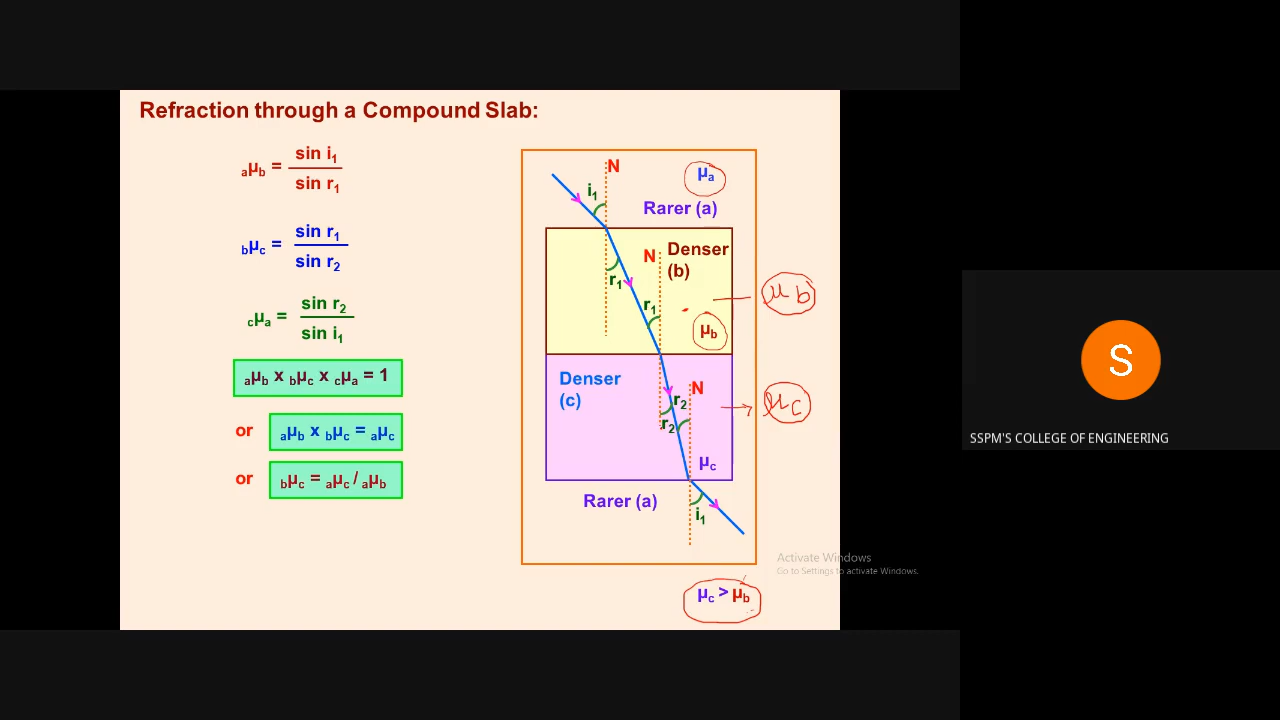 Refraction through a Compound Slab:
aμb = sin i1 / sin r1
bμc = sin r1 / sin r2
cμa = sin r2 / sin i1
aμb x bμc x cμa = 1
or aμb x bμc = aμc
or bμc = aμc / aμb
N
μa
i1
Rarer (a)
N
Denser
(b)
r1
μb
r1
μb
Denser
(c)
N
r2
μc
r2
μc
Rarer (a)
i1
μc > μb
Activate Windows
Go to Settings to activate Windows.
S
SSPM'S COLLEGE OF ENGINEERING